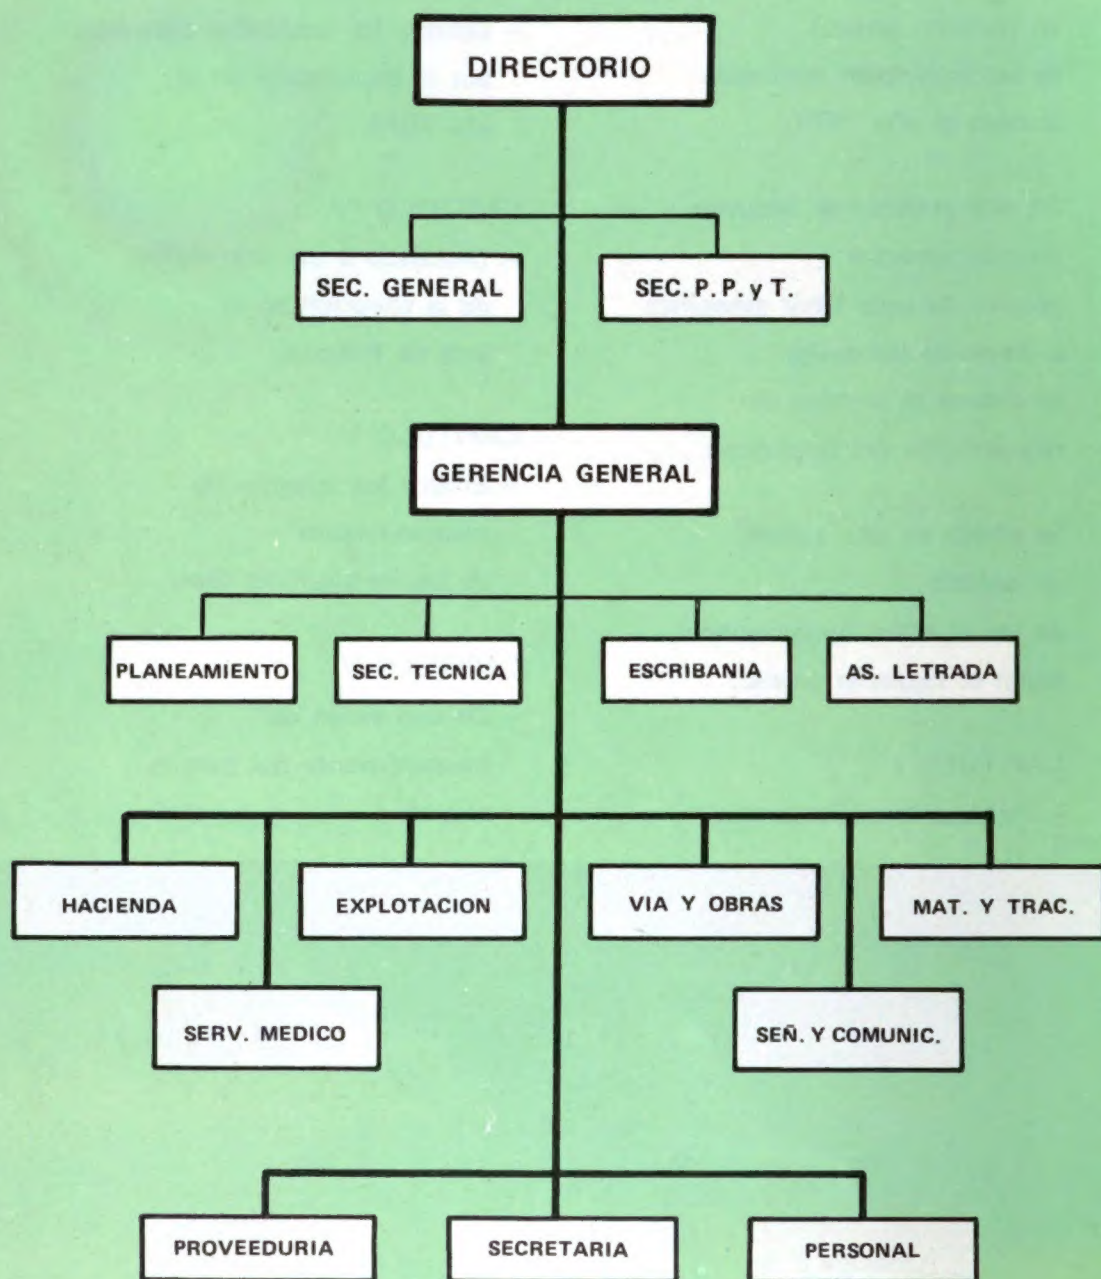 DIRECTORIO
SEC. GENERAL
SEC. P. P. y T.
GERENCIA GENERAL
PLANEAMIENTO
SEC. TECNICA
ESCRIBANIA
AS. LETRADA
HACIENDA
EXPLOTACION
VIA Y OBRAS
MAT. Y TRAC.
SERV. MEDICO
SEÑ. Y COMUNIC.
PROVEEDURIA
SECRETARIA
PERSONAL